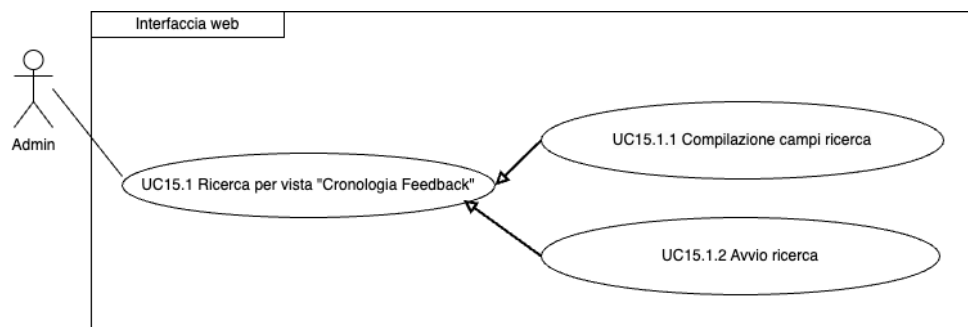 Interfaccia web
Admin
UC15.1.1 Compilazione campi ricerca
UC15.1 Ricerca per vista "Cronologia Feedback"
UC15.1.2 Avvio ricerca